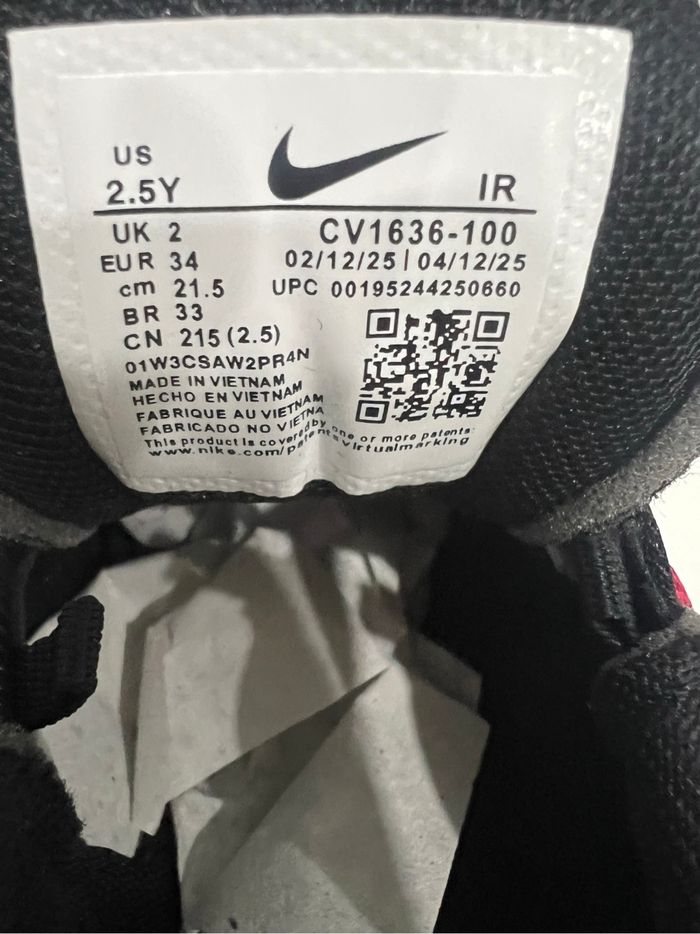 US
2.5Y IR
UK 2 CV1636-100
EUR 34 02/12/25 | 04/12/25
cm 21.5 UPC 00195244250660
BR 33
CN 215 (2.5)
01W3CSAW2PR4N
MADE IN VIETNAM
HECHO EN VIETNAM
FABRIQUE AU VIETNAM
FABRICADO NO VIETNA
This product is covered by one or more patents:
www.nike.com/patentsvirtualmarking